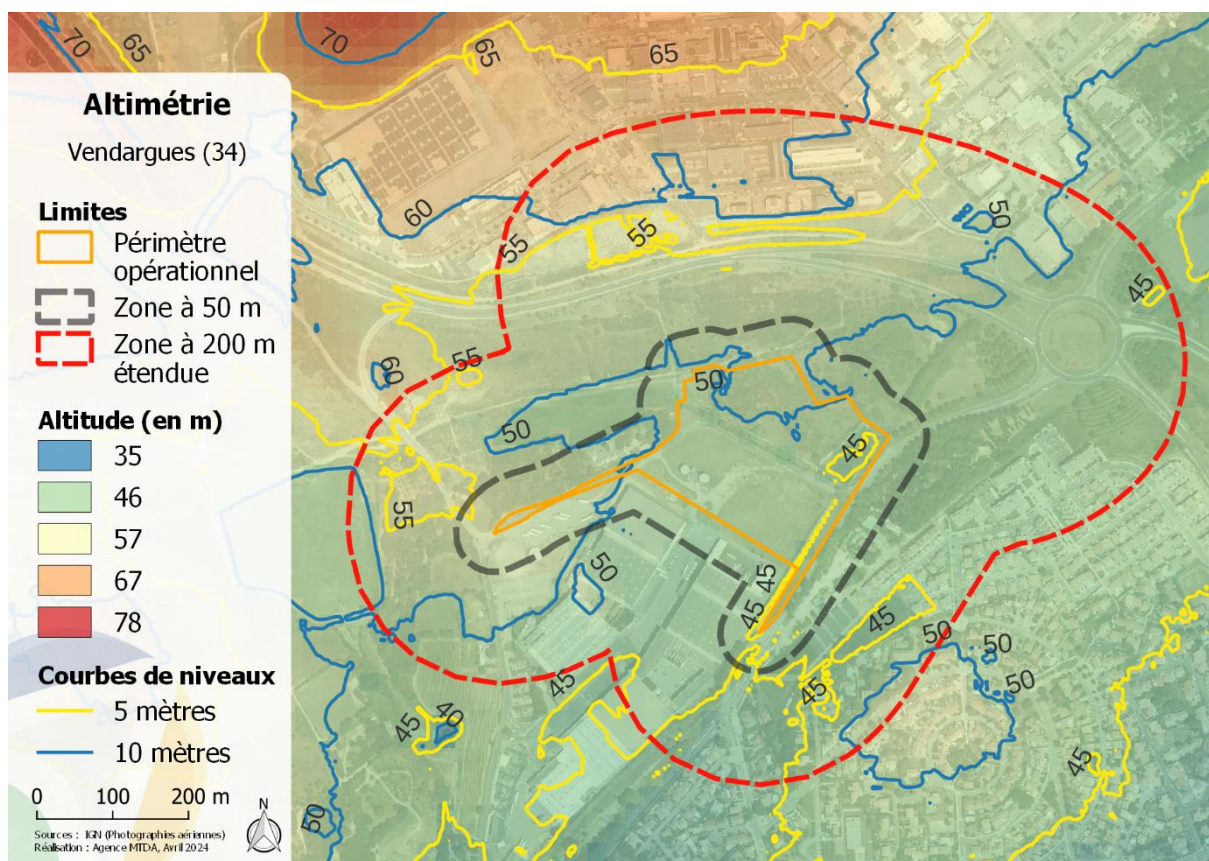 Altimétrie
Vendargues (34)
Limites
Périmètre
opérationnel
Zone à 50 m
Zone à 200 m
étendue
Altitude (en m)
35
46
57
67
78
Courbes de niveaux
5 mètres
10 mètres
0 100 200 m
N
Sources : IGN (Photographies aériennes)
Réalisation : Agence MTDA, Avril 2024
70
65
70
65
65
60
55
55
50
45
60
55
50
50
45
55
50
45
45
45
50
50
50
45
45
45
40
45
50